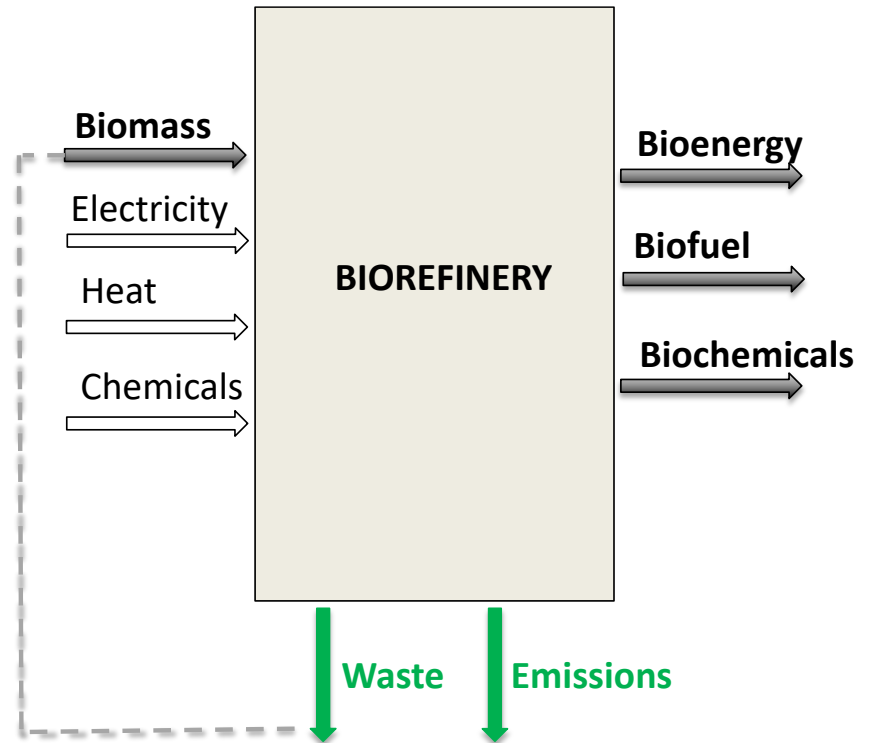 Biomass
Electricity
Heat
Chemicals
BIOREFINERY
Bioenergy
Biofuel
Biochemicals
Waste
Emissions